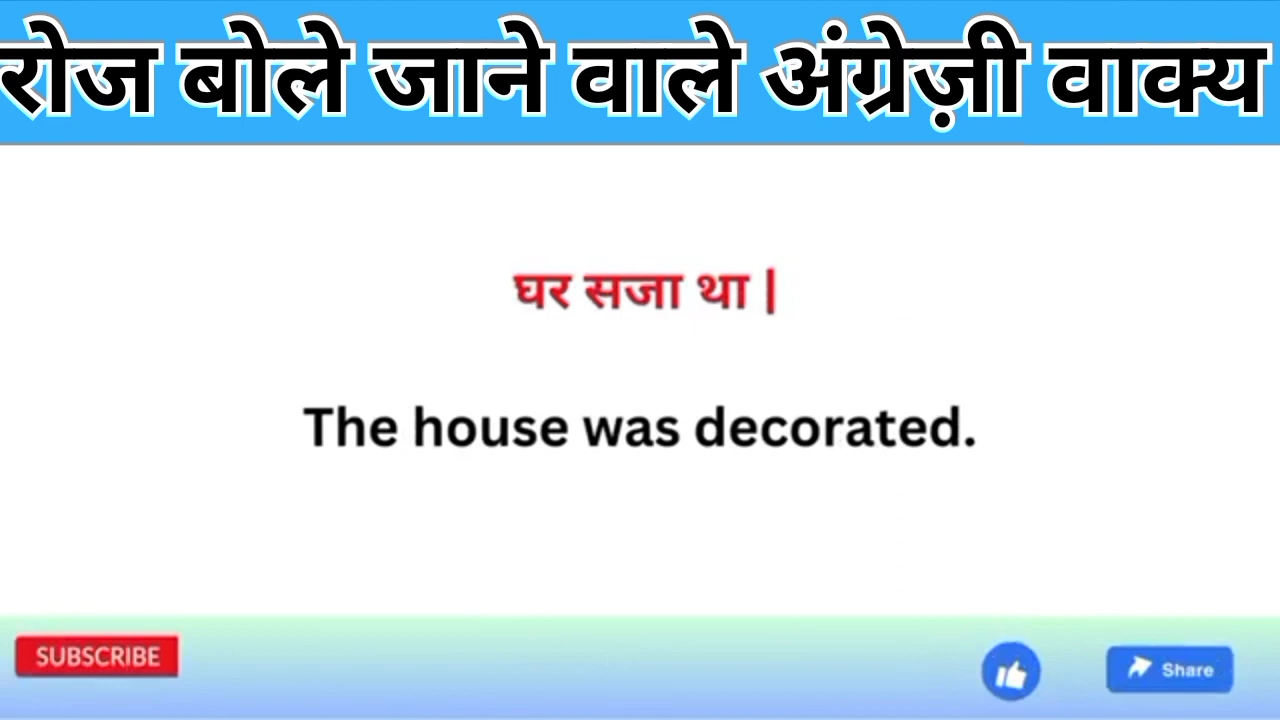 रोज बोले जाने वाले अंग्रेज़ी वाक्य
घर सजा था |
The house was decorated.
SUBSCRIBE
Share